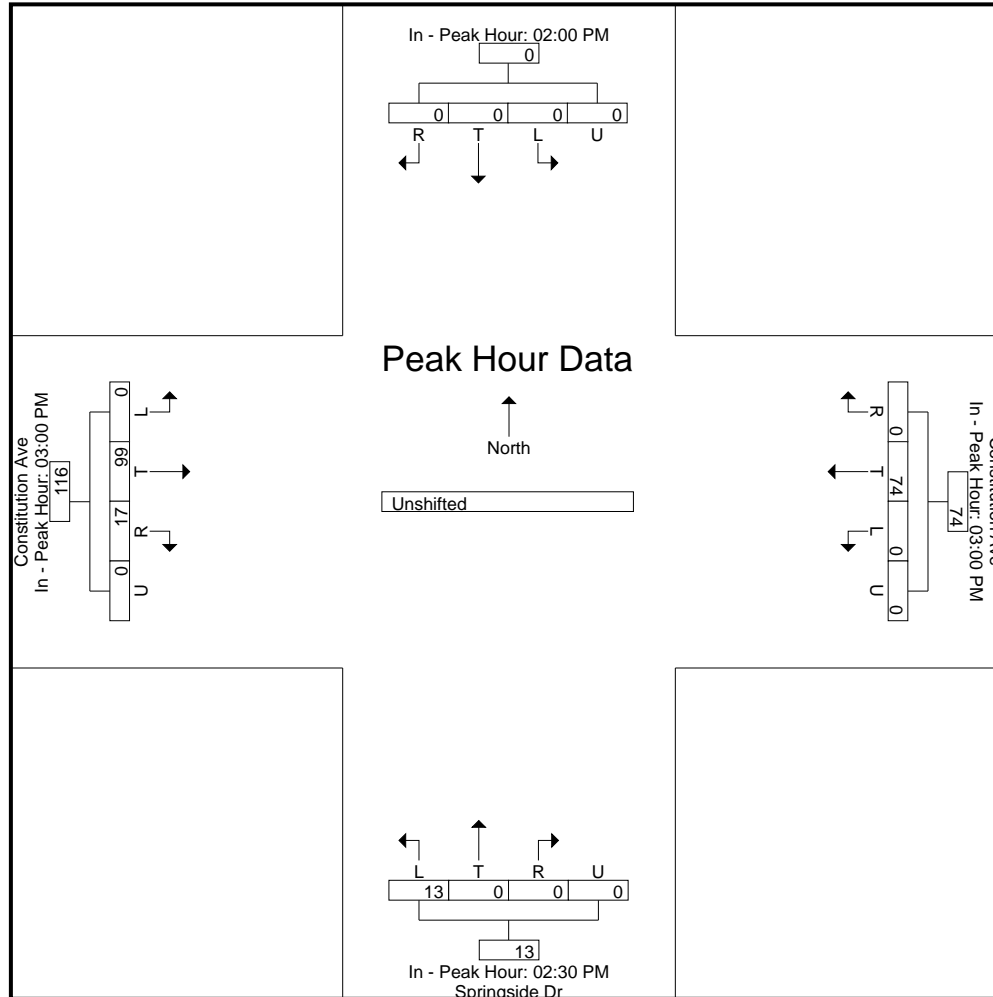 In - Peak Hour: 02:00 PM
0
0 0 0 0
R T L U
Peak Hour Data
North
Unshifted
Constitution Ave
In - Peak Hour: 03:00 PM
116
0 99 17 0
L T R U
In - Peak Hour: 03:00 PM
74
0 74 0 0
R T L U
L T R U
13 0 0 0
13
In - Peak Hour: 02:30 PM
Springside Dr